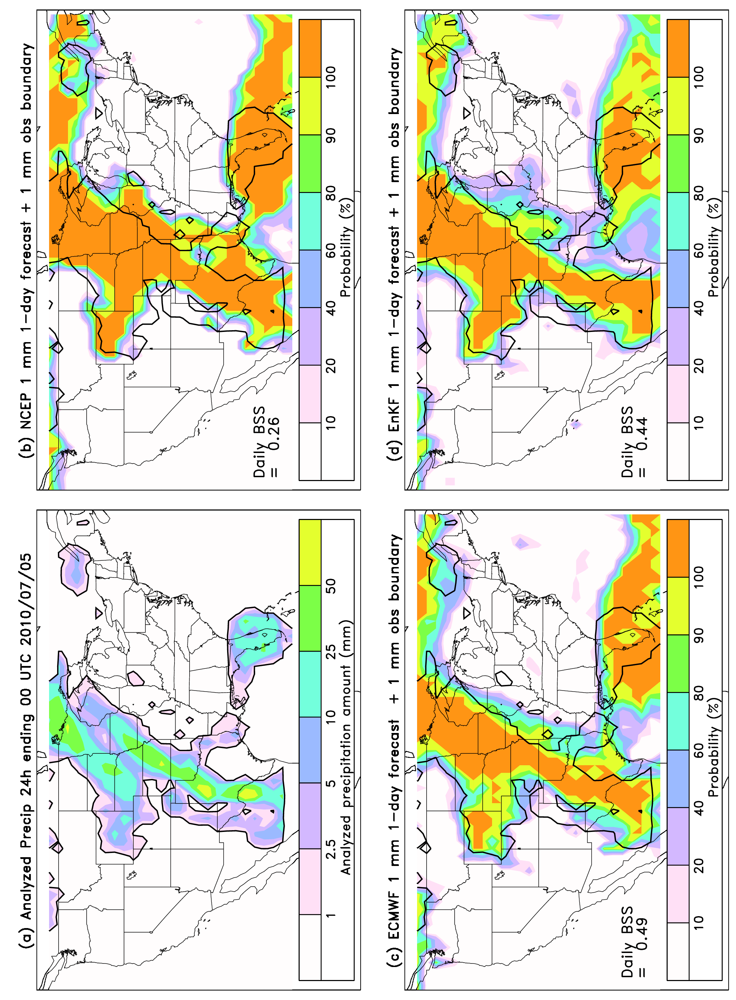 (a) Analyzed Precip 24h ending 00 UTC 2010/07/05
1 2.5 5 10 25 50
Analyzed precipitation amount (mm)
(b) NCEP 1 mm 1-day forecast + 1 mm obs boundary
Daily BSS
= 0.26
10 20 40 60 80 90 100
Probability (%)
(c) ECMWF 1 mm 1-day forecast + 1 mm obs boundary
Daily BSS
= 0.49
10 20 40 60 80 90 100
Probability (%)
(d) EnKF 1 mm 1-day forecast + 1 mm obs boundary
Daily BSS
= 0.44
10 20 40 60 80 90 100
Probability (%)